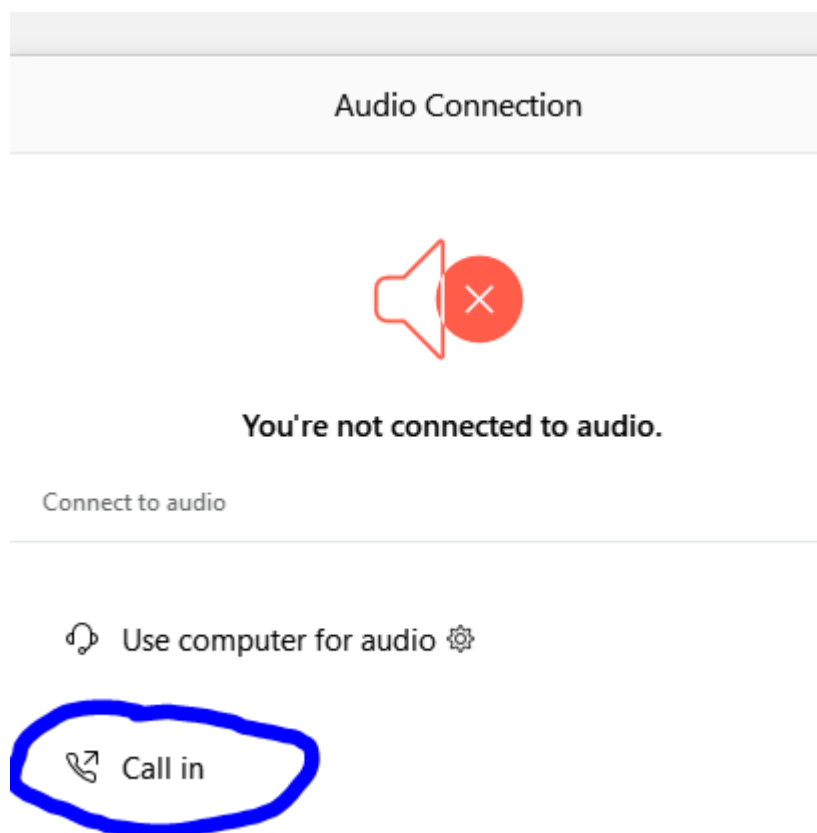 Audio Connection
You're not connected to audio.
Connect to audio
Use computer for audio
Call in